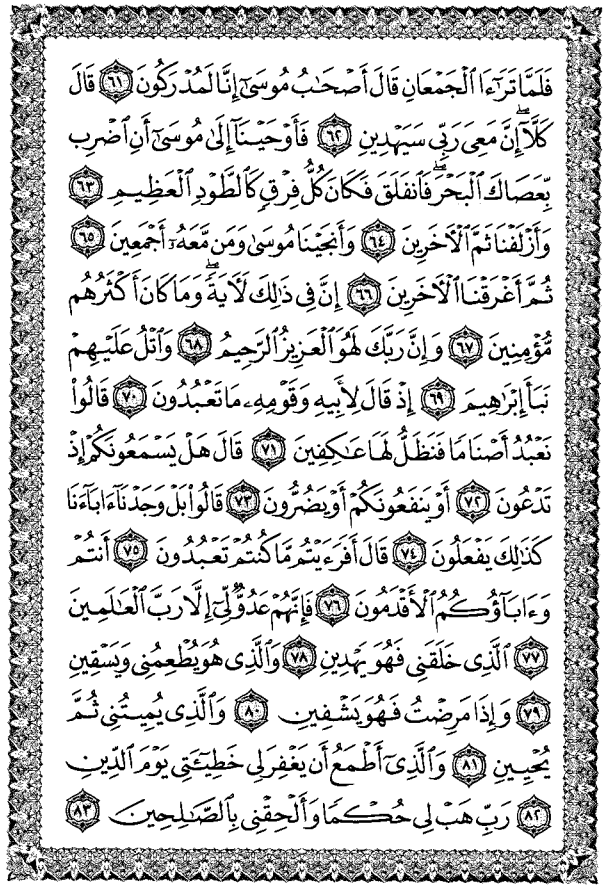 فَلَمَّا تَرَٰٓءَا ٱلْجَمْعَانِ قَالَ أَصْحَٰبُ مُوسَىٰٓ إِنَّا لَمُدْرَكُونَ ٦١ قَالَ
كَلَّآۖ إِنَّ مَعِىَ رَبِّى سَيَهْدِينِ ٦٢ فَأَوْحَيْنَآ إِلَىٰ مُوسَىٰٓ أَنِ ٱضْرِب
بِّعَصَاكَ ٱلْبَحْرَۖ فَٱنفَلَقَ فَكَانَ كُلُّ فِرْقٍ كَٱلطَّوْدِ ٱلْعَظِيمِ ٦٣
وَأَزْلَفْنَا ثَمَّ ٱلْءَاخَرِينَ ٦٤ وَأَنجَيْنَا مُوسَىٰ وَمَن مَّعَهُۥٓ أَجْمَعِينَ ٦٥
ثُمَّ أَغْرَقْنَا ٱلْءَاخَرِينَ ٦٦ إِنَّ فِى ذَٰلِكَ لَءَايَةًۖ وَمَا كَانَ أَكْثَرُهُم
مُّؤْمِنِينَ ٦٧ وَإِنَّ رَبَّكَ لَهُوَ ٱلْعَزِيزُ ٱلرَّحِيمُ ٦٨ وَٱتْلُ عَلَيْهِمْ
نَبَأَ إِبْرَٰهِيمَ ٦٩ إِذْ قَالَ لِأَبِيهِ وَقَوْمِهِۦ مَا تَعْبُدُونَ ٧٠ قَالُوا۟
نَعْبُدُ أَصْنَامًا فَنَظَلُّ لَهَا عَٰكِفِينَ ٧١ قَالَ هَلْ يَسْمَعُونَكُمْ إِذْ
تَدْعُونَ ٧٢ أَوْ يَنفَعُونَكُمْ أَوْ يَضُرُّونَ ٧٣ قَالُوا۟ بَلْ وَجَدْنَآ ءَابَآءَنَا
كَذَٰلِكَ يَفْعَلُونَ ٧٤ قَالَ أَفَرَءَيْتُم مَّا كُنتُمْ تَعْبُدُونَ ٧٥ أَنتُمْ
وَءَابَآؤُكُمُ ٱلْأَقْدَمُونَ ٧٦ فَإِنَّهُمْ عَدُوٌّ لِّىٓ إِلَّا رَبَّ ٱلْعَٰلَمِينَ
٧٧ ٱلَّذِى خَلَقَنِى فَهُوَ يَهْدِينِ ٧٨ وَٱلَّذِى هُوَ يُطْعِمُنِى وَيَسْقِينِ
٧٩ وَإِذَا مَرِضْتُ فَهُوَ يَشْفِينِ ٨٠ وَٱلَّذِى يُمِيتُنِى ثُمَّ
يُحْيِينِ ٨١ وَٱلَّذِىٓ أَطْمَعُ أَن يَغْفِرَ لِى خَطِيٓـَٔتِى يَوْمَ ٱلدِّينِ
٨٢ رَبِّ هَبْ لِى حُكْمًا وَأَلْحِقْنِى بِٱلصَّٰلِحِينَ ٨٣